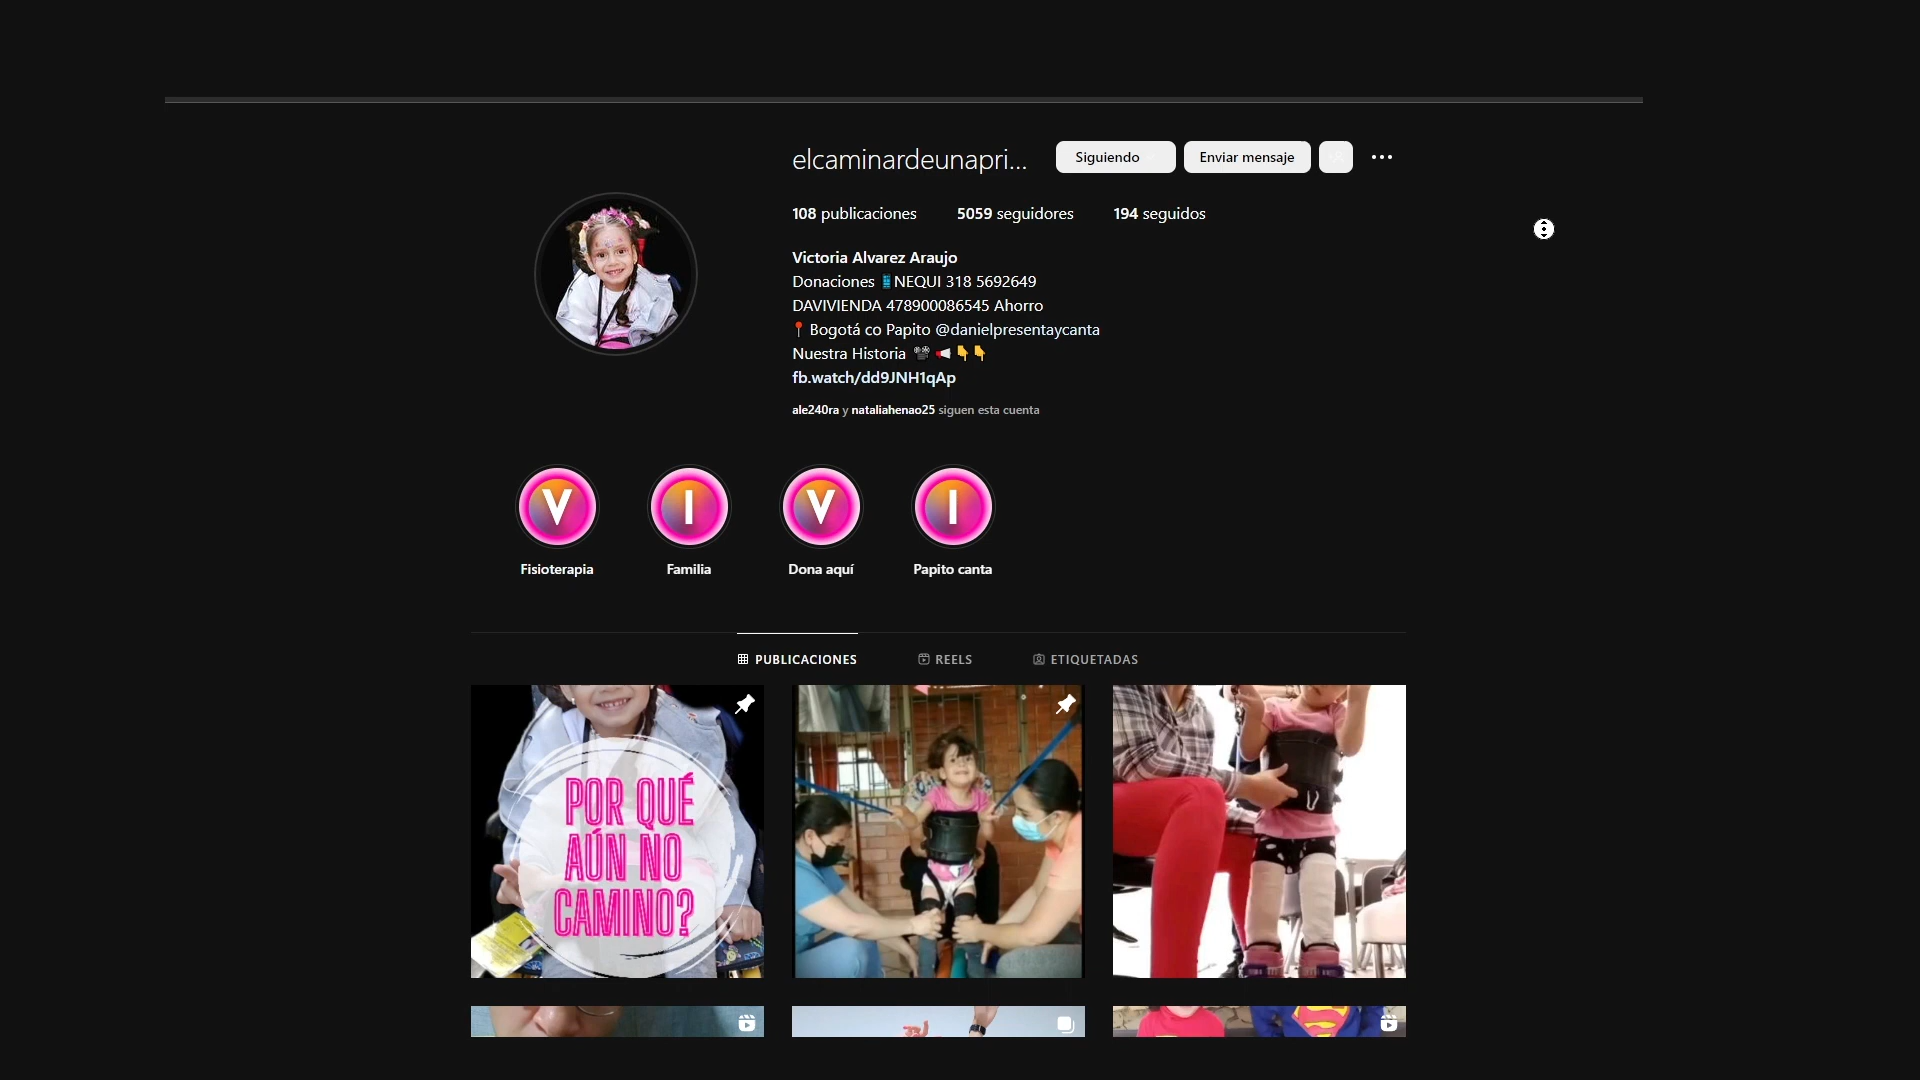 elcaminardeunapri...
Siguiendo
Enviar mensaje
108 publicaciones
5059 seguidores
194 seguidos
Victoria Alvarez Araujo
Donaciones NEQUI 318 5692649
DAVIVIENDA 478900086545 Ahorro
Bogotá co Papito @danielpresentaycanta
Nuestra Historia
fb.watch/dd9JNH1qAp
ale240ra y nataliahenao25 siguen esta cuenta
V
I
V
I
Fisioterapia
Familia
Dona aquí
Papito canta
PUBLICACIONES
REELS
ETIQUETADAS
POR QUÉ
AÚN NO
CAMINO?